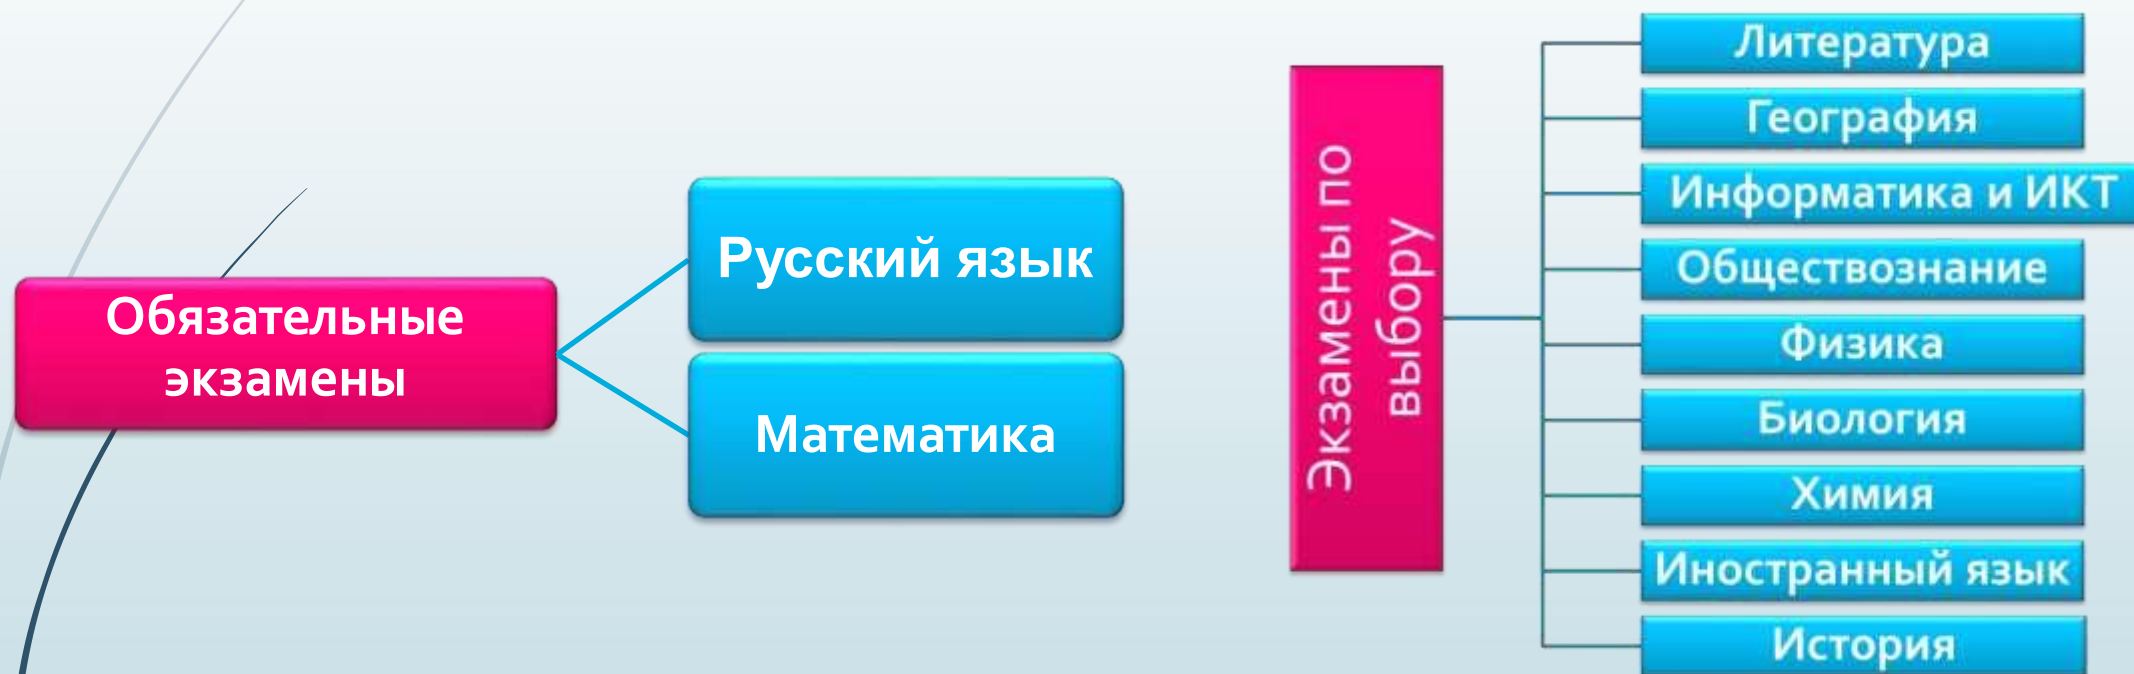 Обязательные
экзамены
Русский язык
Математика
Экзамены по
выбору
Литература
География
Информатика и ИКТ
Обществознание
Физика
Биология
Химия
Иностранный язык
История